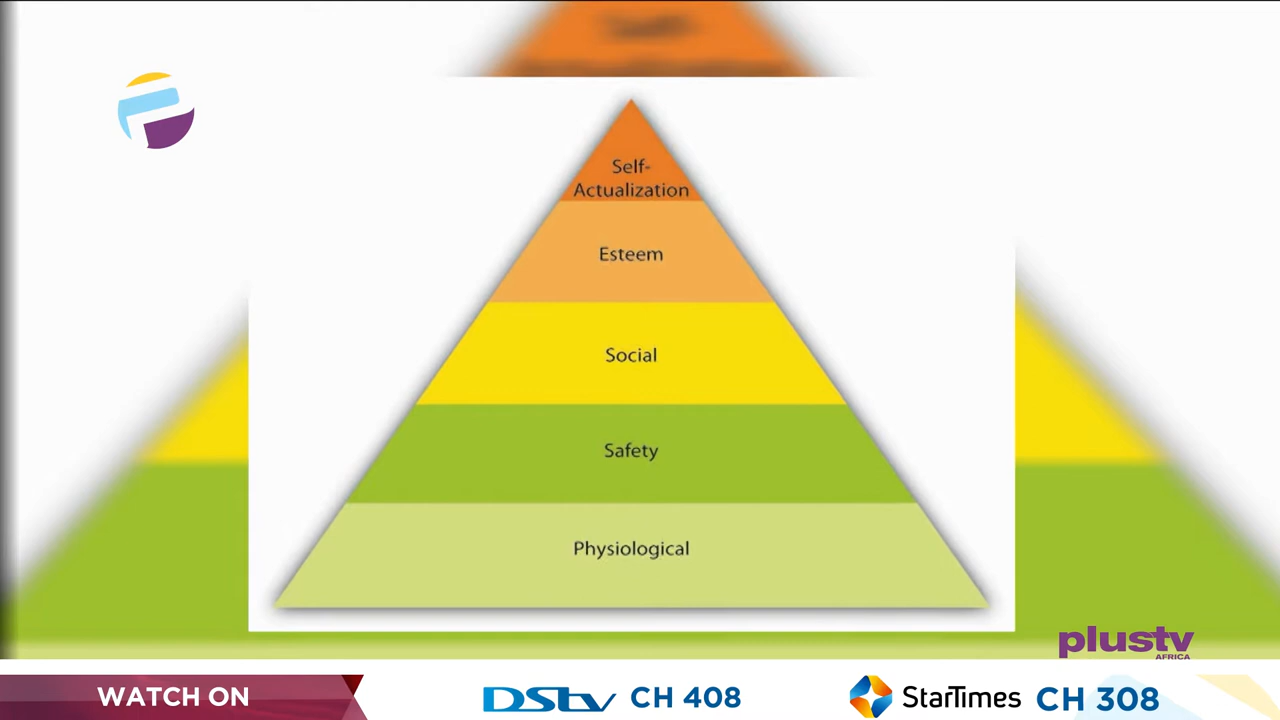 Self-
Actualization
Esteem
Social
Safety
Physiological
plustv
AFRICA
WATCH ON
DStv CH 408
StarTimes CH 308